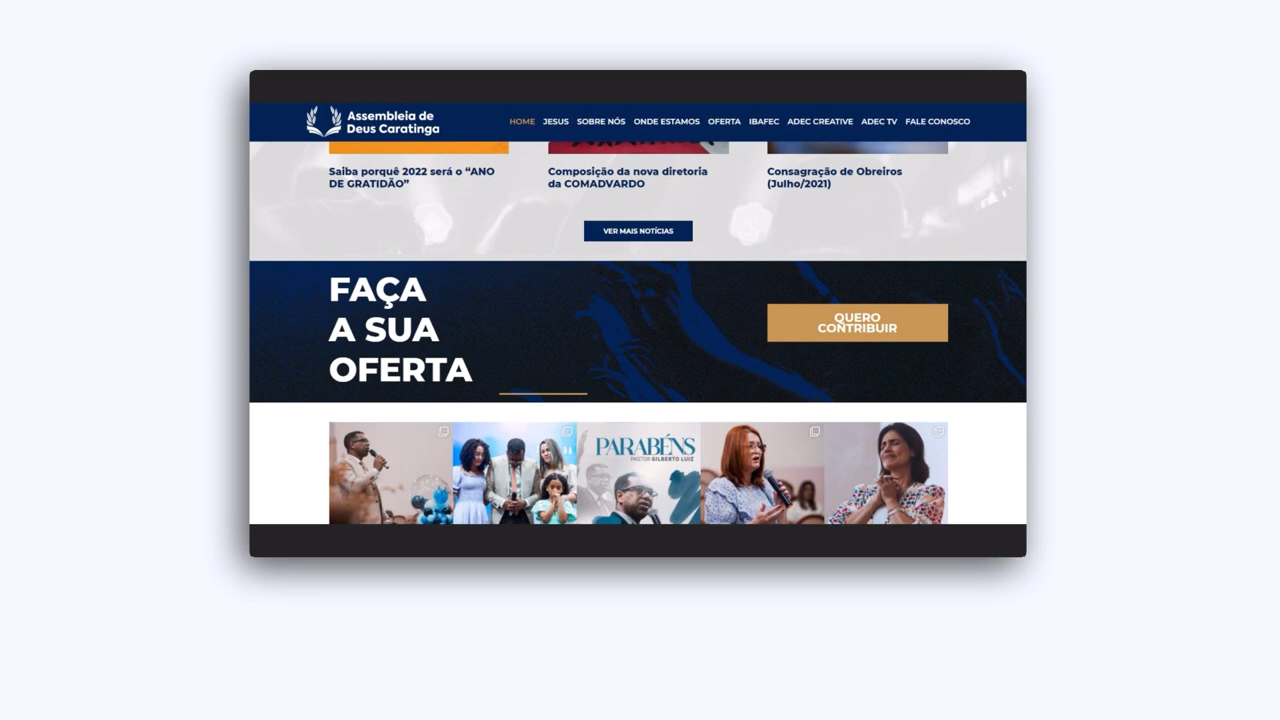 Assembleia de
Deus Caratinga
HOME JESUS SOBRE NÓS ONDE ESTAMOS OFERTA IBAFEC ADEC CREATIVE ADEC TV FALE CONOSCO
Saiba porquê 2022 será o “ANO
DE GRATIDÃO”
Composição da nova diretoria
da COMADVARDO
Consagração de Obreiros
(Julho/2021)
VER MAIS NOTÍCIAS
FAÇA
A SUA
OFERTA
QUERO
CONTRIBUIR
PARABÉNS
PASTOR GILBERTO LUIZ